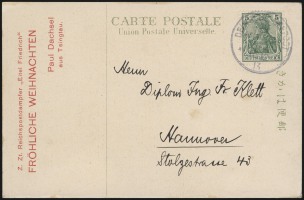 CARTE POSTALE
Union Postale Universelle.
Z. Zt. Reichspostdampfer „Eitel Friedrich"
FRÖHLICHE WEIHNACHTEN
Paul Dachsel
aus Tsingtau.
Herrn
Diplom Ing. Fr. Klett
Hannover
Stolzestrasse 43